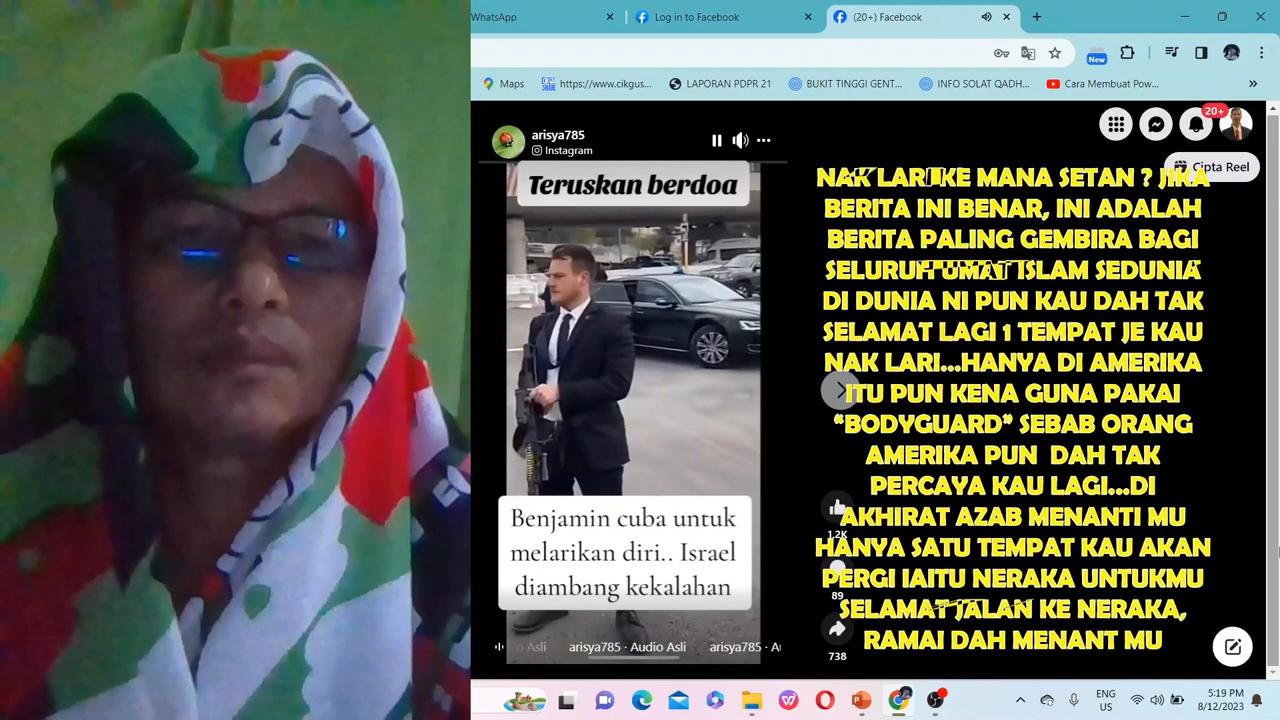 WhatsApp
Log in to Facebook
(20+) Facebook
New
Maps
https://www.cikgus...
LAPORAN PDPR 21
BUKIT TINGGI GENT...
INFO SOLAT QADH...
Cara Membuat Pow...
arisya785
Instagram
20+
Cipta Reel
Teruskan berdoa
Benjamin cuba untuk
melarikan diri.. Israel
diambang kekalahan
Asli
arisya785 · Audio Asli
arisya785 ·
NAK LARI KE MANA SETAN ? JIKA
BERITA INI BENAR, INI ADALAH
BERITA PALING GEMBIRA BAGI
SELURUH UMAT ISLAM SEDUNIA
DI DUNIA NI PUN KAU DAH TAK
SELAMAT LAGI 1 TEMPAT JE KAU
NAK LARI...HANYA DI AMERIKA
ITU PUN KENA GUNA PAKAI
“BODYGUARD” SEBAB ORANG
AMERIKA PUN DAH TAK
PERCAYA KAU LAGI...DI
AKHIRAT AZAB MENANTI MU
HANYA SATU TEMPAT KAU AKAN
PERGI IAITU NERAKA UNTUKMU
SELAMAT JALAN KE NERAKA,
RAMAI DAH MENANT MU
1.2K
89
738
ENG
US
5:19 PM
8/12/2023